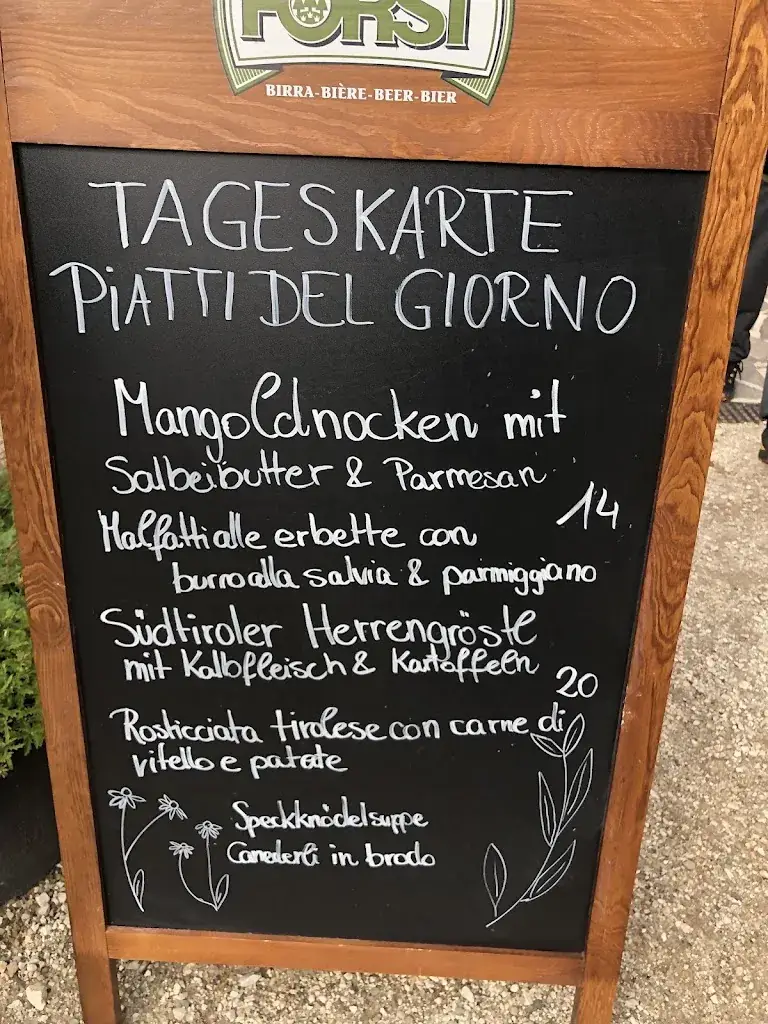 FORST
BIRRA-BIÈRE-BEER-BIER
TAGESKARTE
PiATTI DEL GIORNO
Mangoldnocken mit
Salbeibutter & Parmesan
14
Malfatti alle erbette con
burro alla salvia & parmiggiano
Südtiroler Herrengröstl
mit Kalbfleisch & Kartoffeln
20
Rosticciata tirolese con carne di
vitello e patate
Speckknödelsuppe
Canederli in brodo